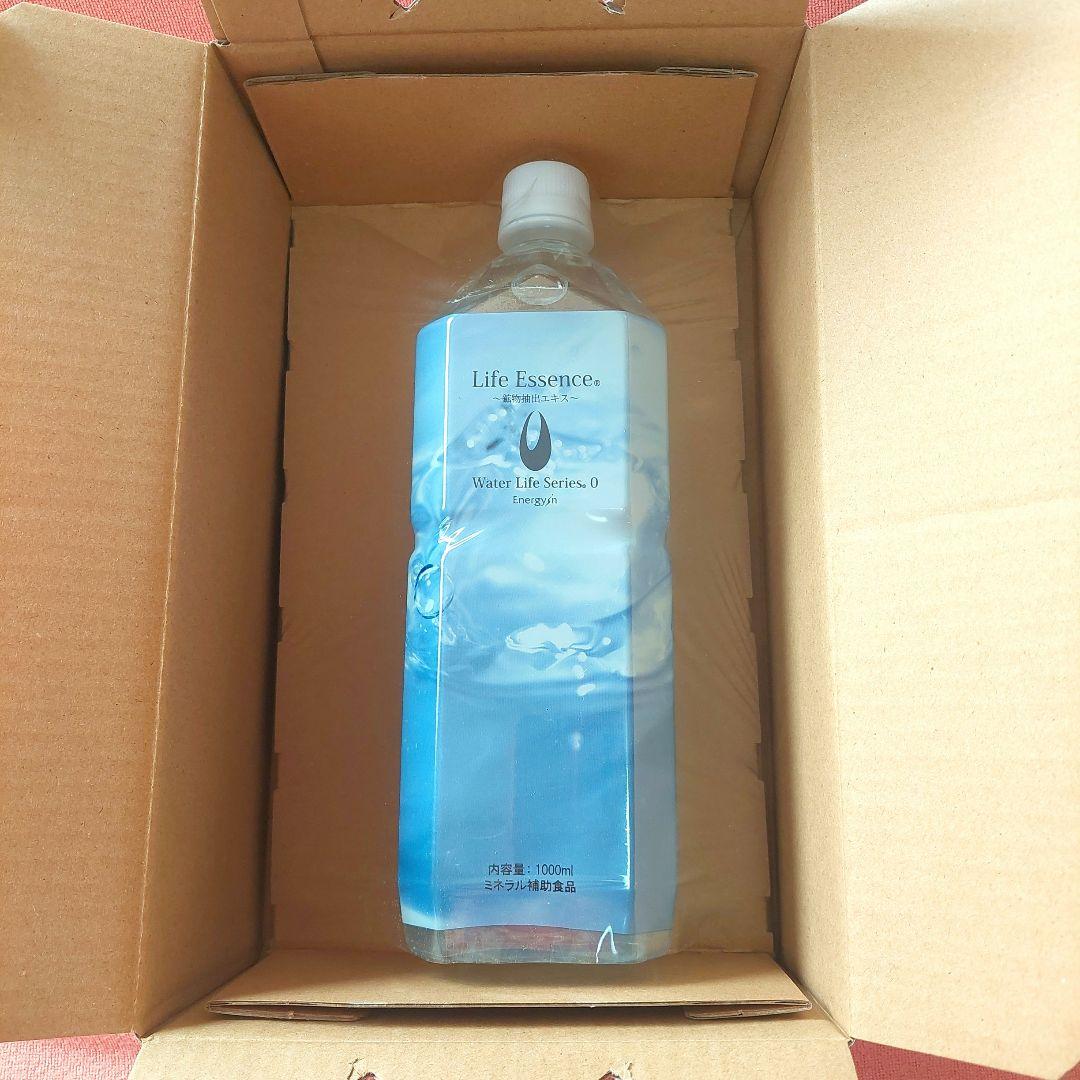 Life Essence®
~鉱物抽出エキス~
Water Life Series® 0
Energysh
内容量:1000ml
ミネラル補助食品